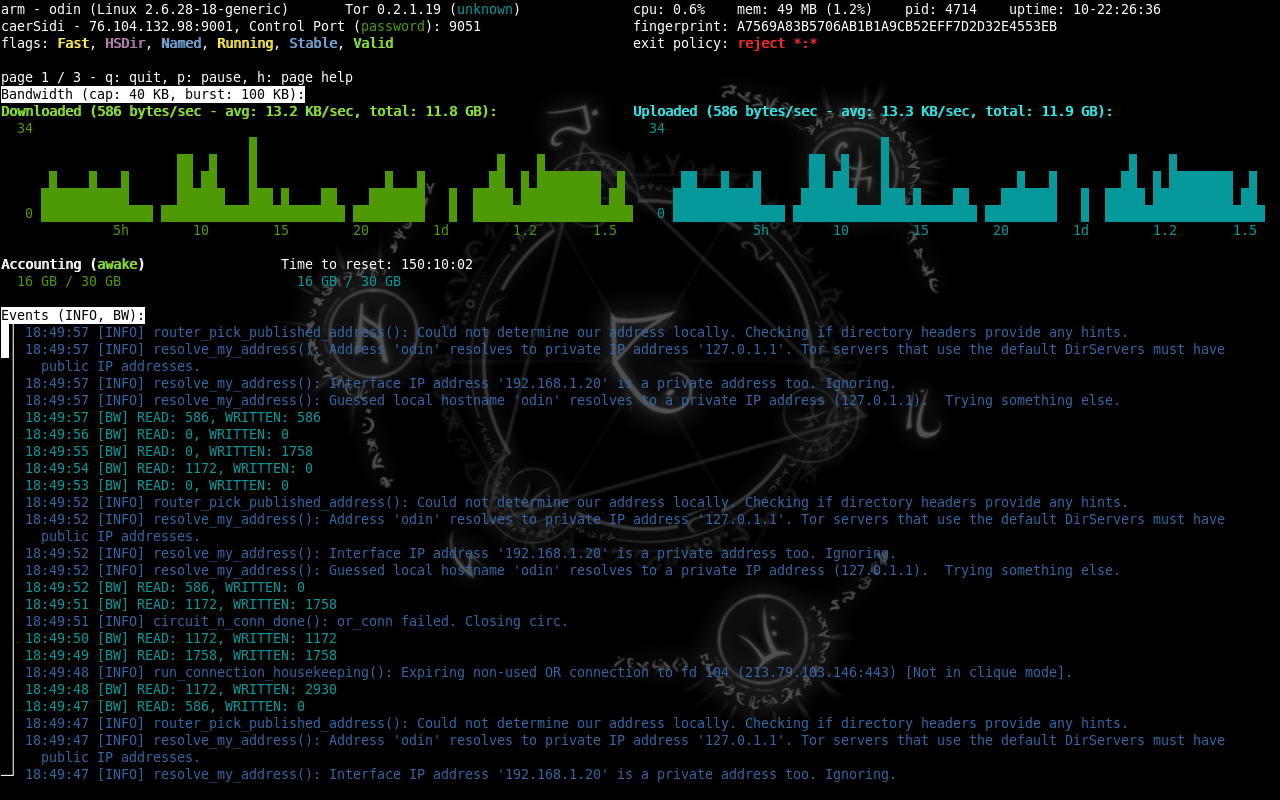 arm - odin (Linux 2.6.28-18-generic) Tor 0.2.1.19 (unknown) cpu: 0.6% mem: 49 MB (1.2%) pid: 4714 uptime: 10-22:26:36
caerSidi - 76.104.132.98:9001, Control Port (password): 9051 fingerprint: A7569A83B5706AB1B1A9CB52EFF7D2D32E4553EB
flags: Fast, HSDir, Named, Running, Stable, Valid exit policy: reject *:*
page 1 / 3 - q: quit, p: pause, h: page help
Bandwidth (cap: 40 KB, burst: 100 KB):
Downloaded (586 bytes/sec - avg: 13.2 KB/sec, total: 11.8 GB): Uploaded (586 bytes/sec - avg: 13.3 KB/sec, total: 11.9 GB):
34 34
0 0
5h 10 15 20 1d 1.2 1.5 5h 10 15 20 1d 1.2 1.5
Accounting (awake) Time to reset: 150:10:02
16 GB / 30 GB 16 GB / 30 GB
Events (INFO, BW):
18:49:57 [INFO] router_pick_published_address(): Could not determine our address locally. Checking if directory headers provide any hints.
18:49:57 [INFO] resolve_my_address(): Address 'odin' resolves to private IP address '127.0.1.1'. Tor servers that use the default DirServers must have
public IP addresses.
18:49:57 [INFO] resolve_my_address(): Interface IP address '192.168.1.20' is a private address too. Ignoring.
18:49:57 [INFO] resolve_my_address(): Guessed local hostname 'odin' resolves to a private IP address (127.0.1.1). Trying something else.
18:49:57 [BW] READ: 586, WRITTEN: 586
18:49:56 [BW] READ: 0, WRITTEN: 0
18:49:55 [BW] READ: 0, WRITTEN: 1758
18:49:54 [BW] READ: 1172, WRITTEN: 0
18:49:53 [BW] READ: 0, WRITTEN: 0
18:49:52 [INFO] router_pick_published_address(): Could not determine our address locally. Checking if directory headers provide any hints.
18:49:52 [INFO] resolve_my_address(): Address 'odin' resolves to private IP address '127.0.1.1'. Tor servers that use the default DirServers must have
public IP addresses.
18:49:52 [INFO] resolve_my_address(): Interface IP address '192.168.1.20' is a private address too. Ignoring.
18:49:52 [INFO] resolve_my_address(): Guessed local hostname 'odin' resolves to a private IP address (127.0.1.1). Trying something else.
18:49:52 [BW] READ: 586, WRITTEN: 0
18:49:51 [BW] READ: 1172, WRITTEN: 1758
18:49:51 [INFO] circuit_n_conn_done(): or_conn failed. Closing circ.
18:49:50 [BW] READ: 1172, WRITTEN: 1172
18:49:49 [BW] READ: 1758, WRITTEN: 1758
18:49:48 [INFO] run_connection_housekeeping(): Expiring non-used OR connection to fd 104 (213.79.103.146:443) [Not in clique mode].
18:49:48 [BW] READ: 1172, WRITTEN: 2930
18:49:47 [BW] READ: 586, WRITTEN: 0
18:49:47 [INFO] router_pick_published_address(): Could not determine our address locally. Checking if directory headers provide any hints.
18:49:47 [INFO] resolve_my_address(): Address 'odin' resolves to private IP address '127.0.1.1'. Tor servers that use the default DirServers must have
public IP addresses.
18:49:47 [INFO] resolve_my_address(): Interface IP address '192.168.1.20' is a private address too. Ignoring.